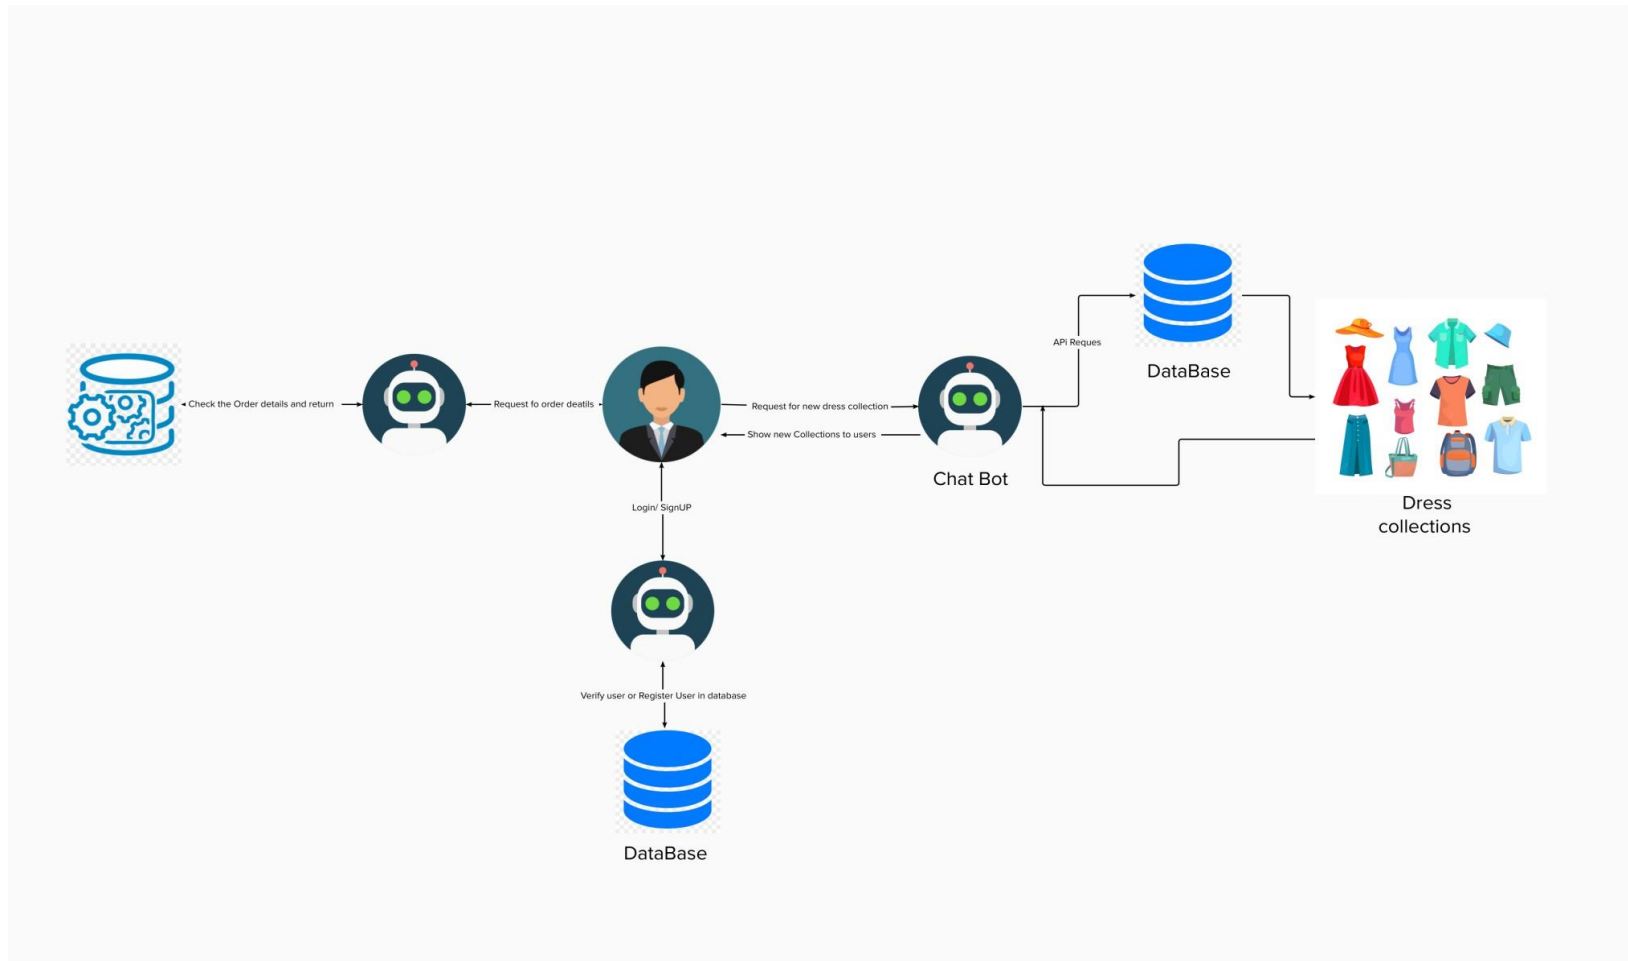 APi Reques
DataBase
Check the Order details and return
Request fo order deatils
Request for new dress collection
Show new Collections to users
Chat Bot
Dress
collections
Login/ SignUP
Verify user or Register User in database
DataBase